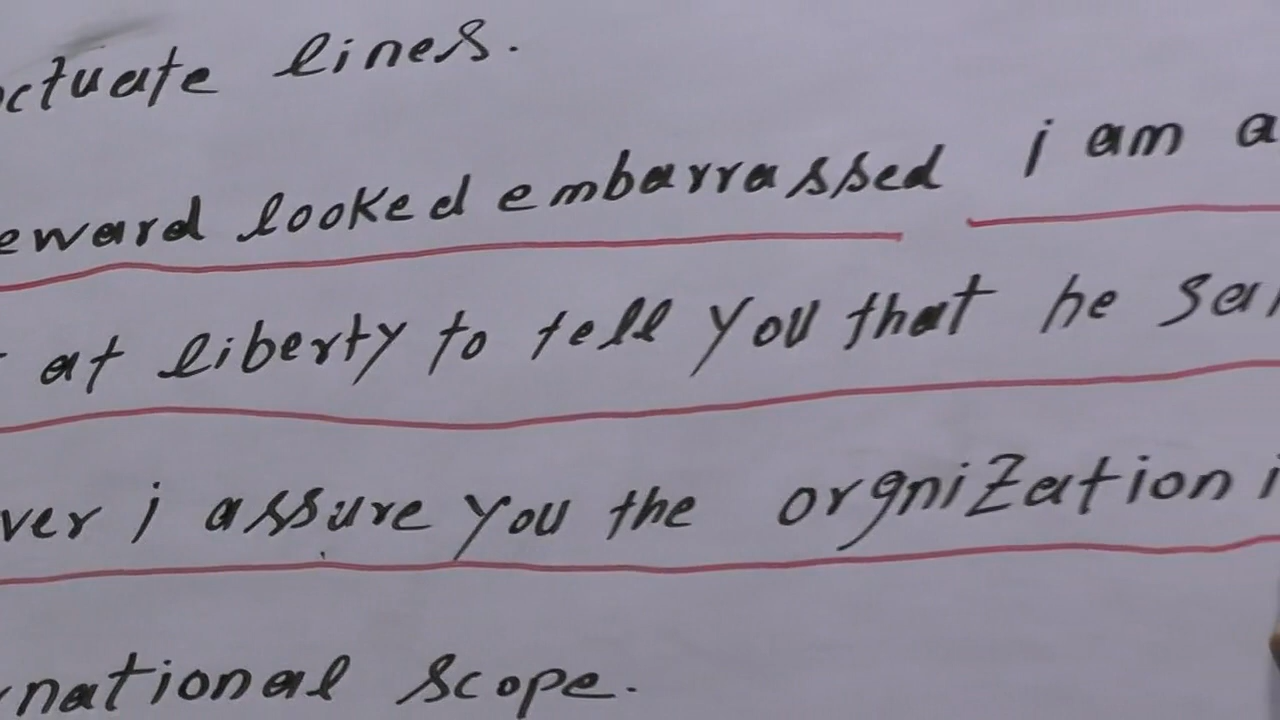 ctuate lines.
eward looked embarrassed i am a
at liberty to tell you that he sai
ver i assure you the orgnization i
national scope.